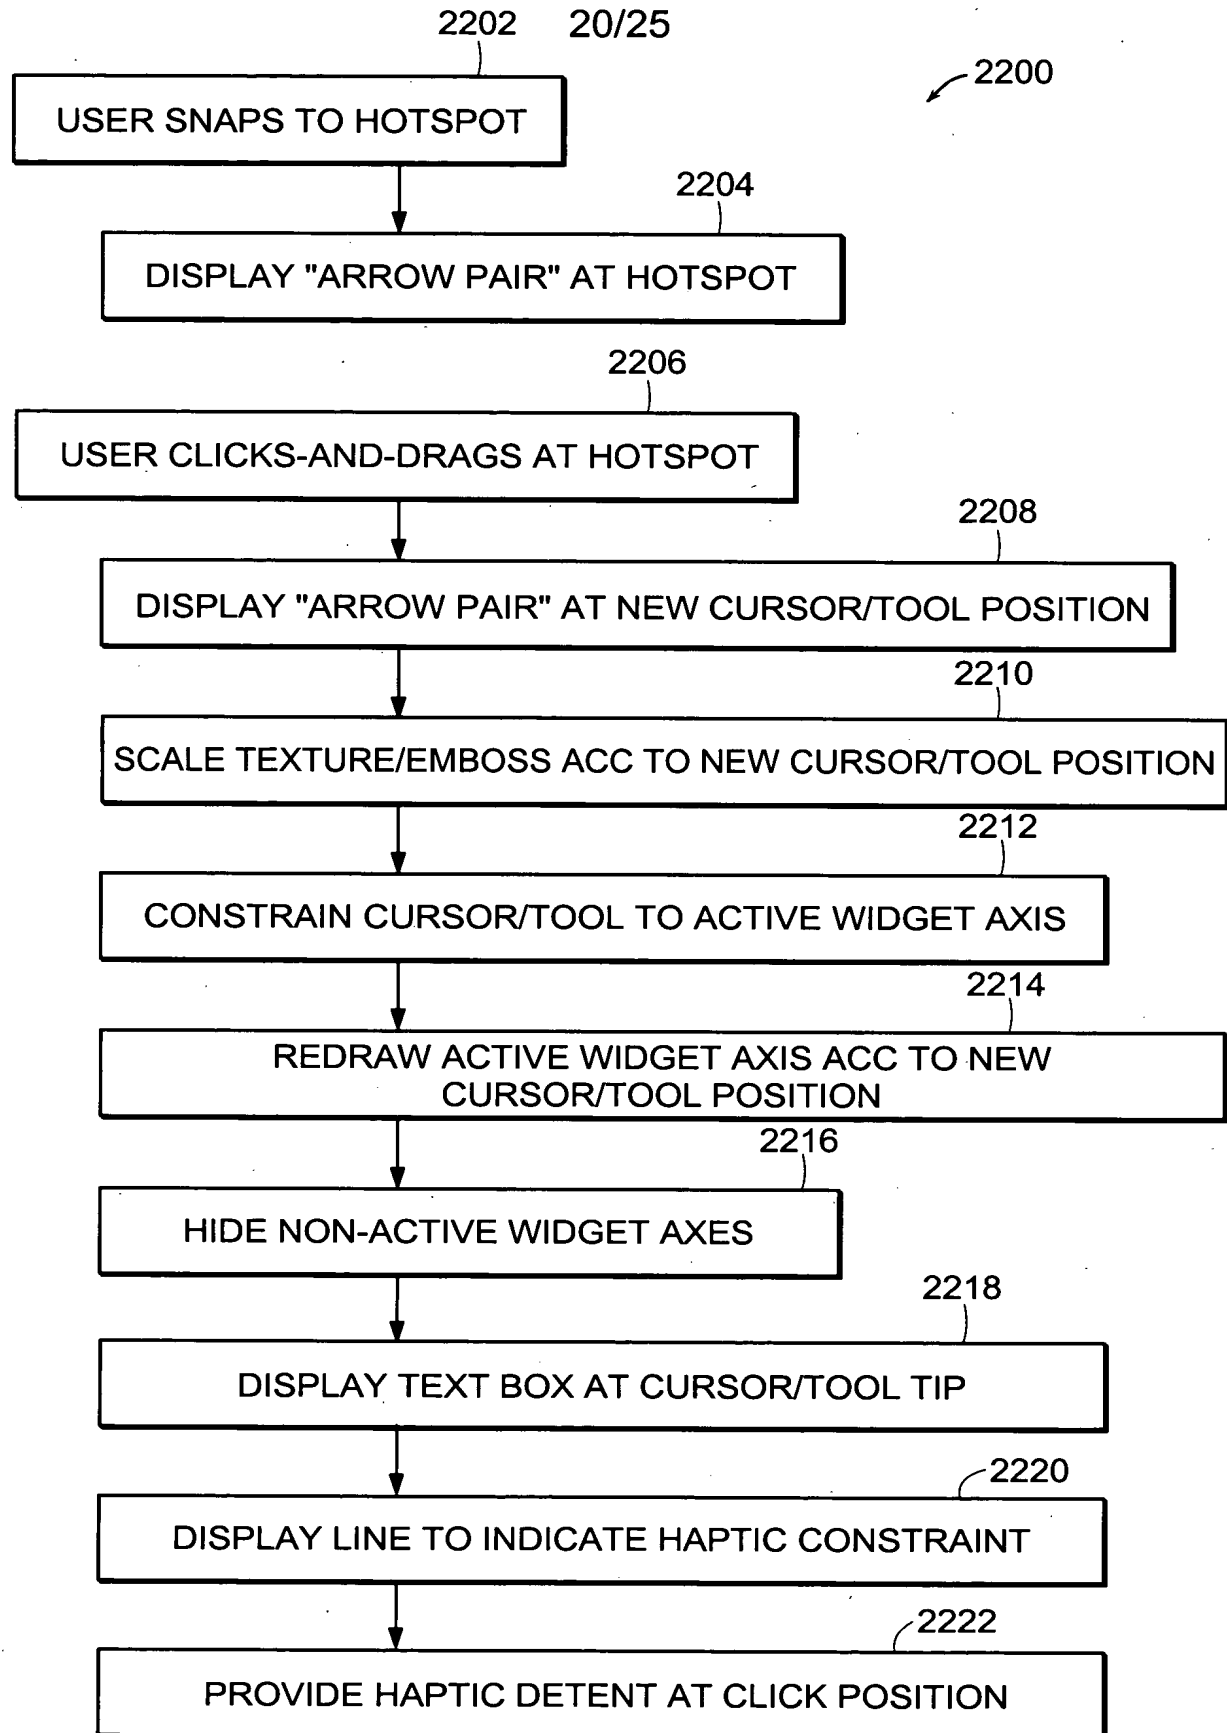 2202 20/25
2200
USER SNAPS TO HOTSPOT
2204
DISPLAY "ARROW PAIR" AT HOTSPOT
2206
USER CLICKS-AND-DRAGS AT HOTSPOT
2208
DISPLAY "ARROW PAIR" AT NEW CURSOR/TOOL POSITION
2210
SCALE TEXTURE/EMBOSS ACC TO NEW CURSOR/TOOL POSITION
2212
CONSTRAIN CURSOR/TOOL TO ACTIVE WIDGET AXIS
2214
REDRAW ACTIVE WIDGET AXIS ACC TO NEW
CURSOR/TOOL POSITION
2216
HIDE NON-ACTIVE WIDGET AXES
2218
DISPLAY TEXT BOX AT CURSOR/TOOL TIP
2220
DISPLAY LINE TO INDICATE HAPTIC CONSTRAINT
2222
PROVIDE HAPTIC DETENT AT CLICK POSITION